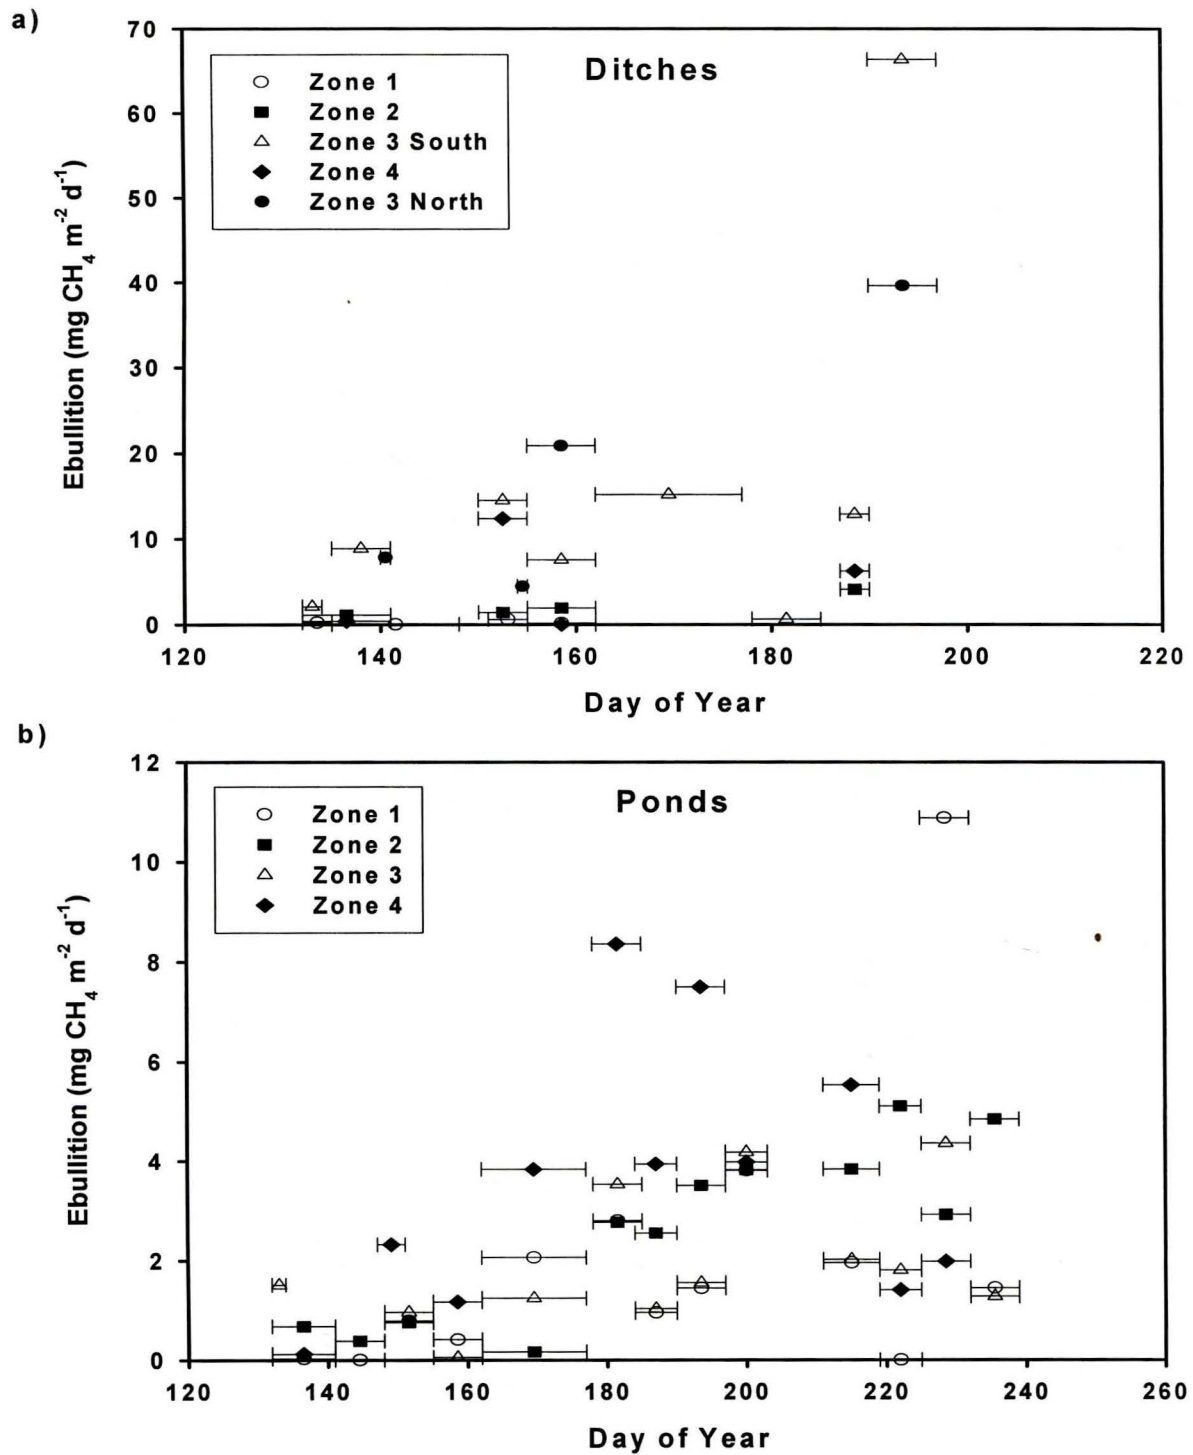 a)
Ditches
Zone 1
Zone 2
Zone 3 South
Zone 4
Zone 3 North
70
60
50
40
30
20
10
0
Ebullition (mg CH4 m-2 d-1)
120 140 160 180 200 220
Day of Year
b)
Ponds
Zone 1
Zone 2
Zone 3
Zone 4
12
10
8
6
4
2
0
Ebullition (mg CH4 m-2 d-1)
120 140 160 180 200 220 240 260
Day of Year